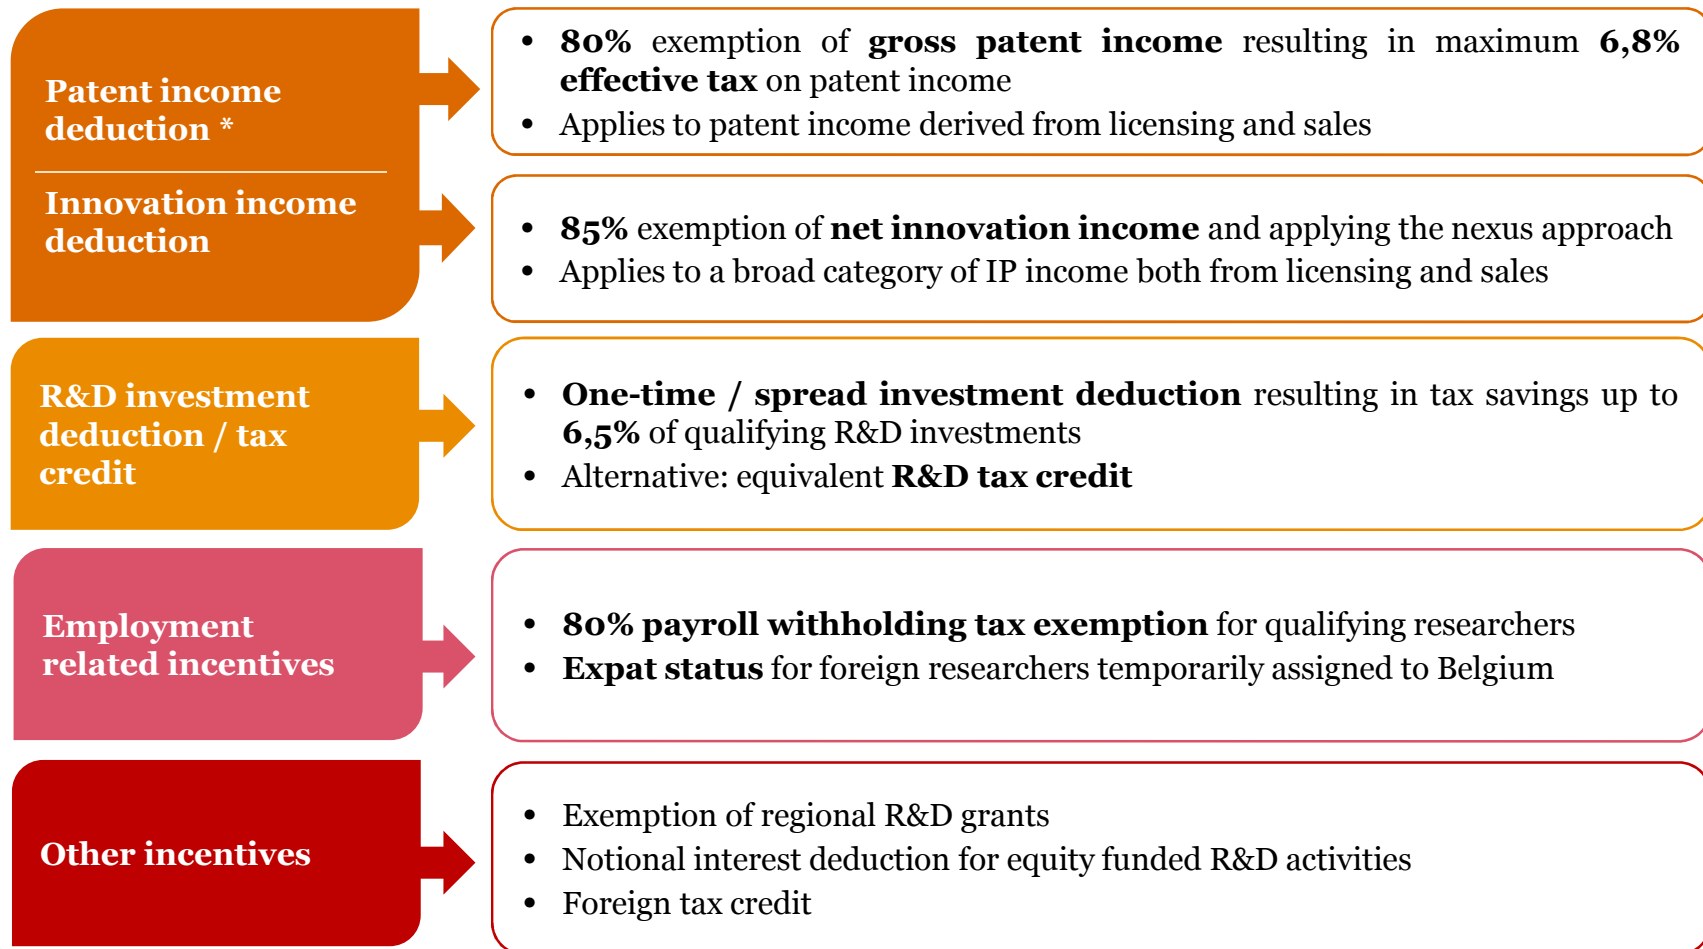 Patent income
deduction *
• 80% exemption of gross patent income resulting in maximum 6,8%
effective tax on patent income
• Applies to patent income derived from licensing and sales
Innovation income
deduction
• 85% exemption of net innovation income and applying the nexus approach
• Applies to a broad category of IP income both from licensing and sales
R&D investment
deduction / tax
credit
• One-time / spread investment deduction resulting in tax savings up to
6,5% of qualifying R&D investments
• Alternative: equivalent R&D tax credit
Employment
related incentives
• 80% payroll withholding tax exemption for qualifying researchers
• Expat status for foreign researchers temporarily assigned to Belgium
Other incentives
• Exemption of regional R&D grants
• Notional interest deduction for equity funded R&D activities
• Foreign tax credit